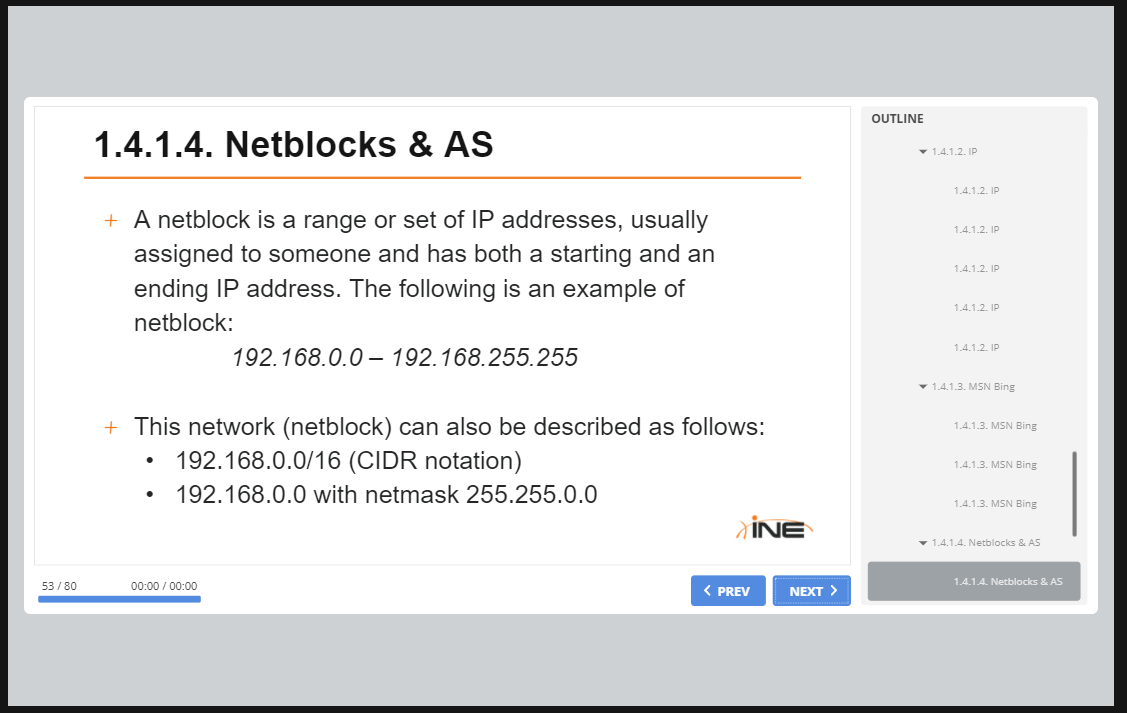 1.4.1.4. Netblocks & AS
+ A netblock is a range or set of IP addresses, usually
assigned to someone and has both a starting and an
ending IP address. The following is an example of
netblock:
192.168.0.0 – 192.168.255.255
+ This network (netblock) can also be described as follows:
• 192.168.0.0/16 (CIDR notation)
• 192.168.0.0 with netmask 255.255.0.0
iNE
53 / 80
00:00 / 00:00
PREV
NEXT
OUTLINE
1.4.1.2. IP
1.4.1.2. IP
1.4.1.2. IP
1.4.1.2. IP
1.4.1.2. IP
1.4.1.2. IP
1.4.1.3. MSN Bing
1.4.1.3. MSN Bing
1.4.1.3. MSN Bing
1.4.1.3. MSN Bing
1.4.1.4. Netblocks & AS
1.4.1.4. Netblocks & AS